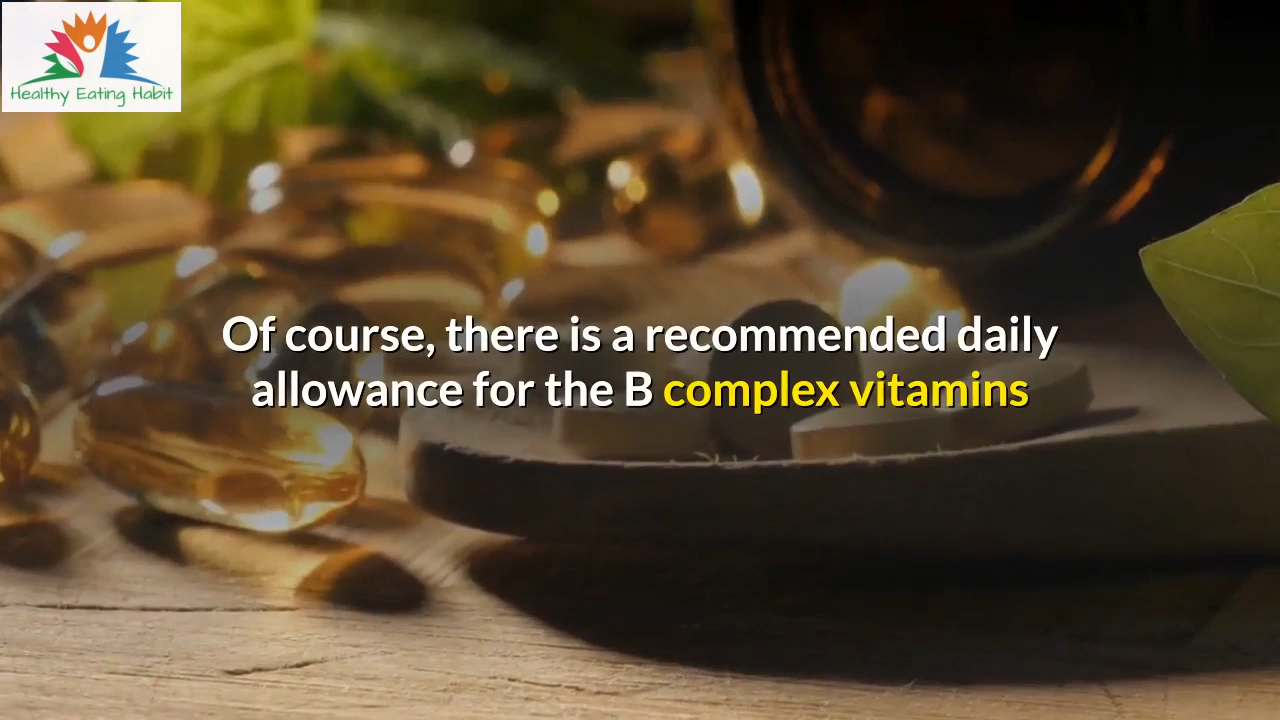 Healthy Eating Habit
Of course, there is a recommended daily
allowance for the B complex vitamins